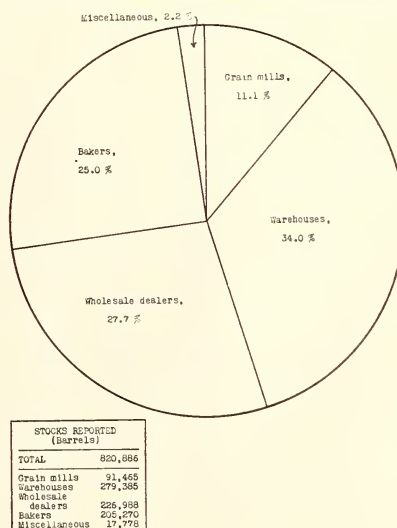 Miscellaneous, 2.2 %
Grain mills,
11.1 %
Bakers,
25.0 %
Warehouses,
34.0 %
Wholesale dealers,
27.7 %
STOCKS REPORTED
(Barrels)
TOTAL 820,886
Grain mills 91,465
Warehouses 279,385
Wholesale
dealers 226,988
Bakers 205,270
Miscellaneous 17,778